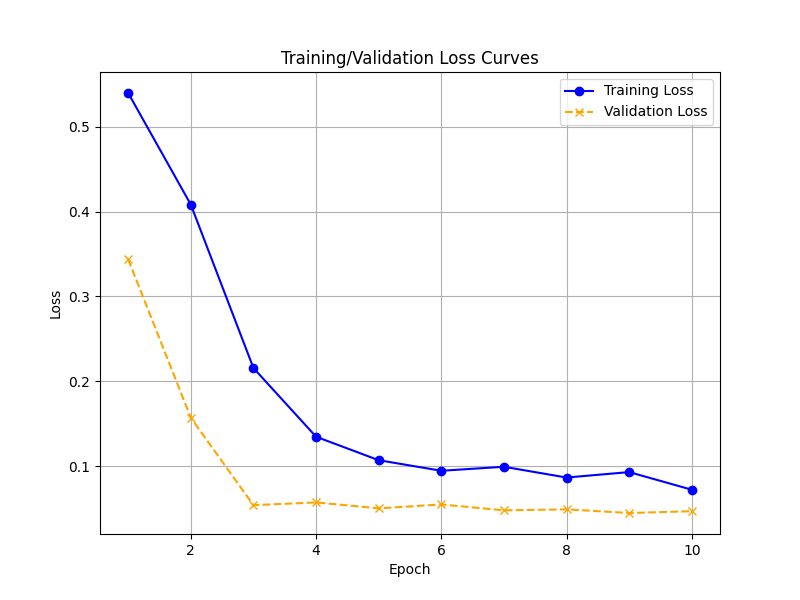 Training/Validation Loss Curves
Training Loss
Validation Loss
Loss
0.5
0.4
0.3
0.2
0.1
2 4 6 8 10
Epoch